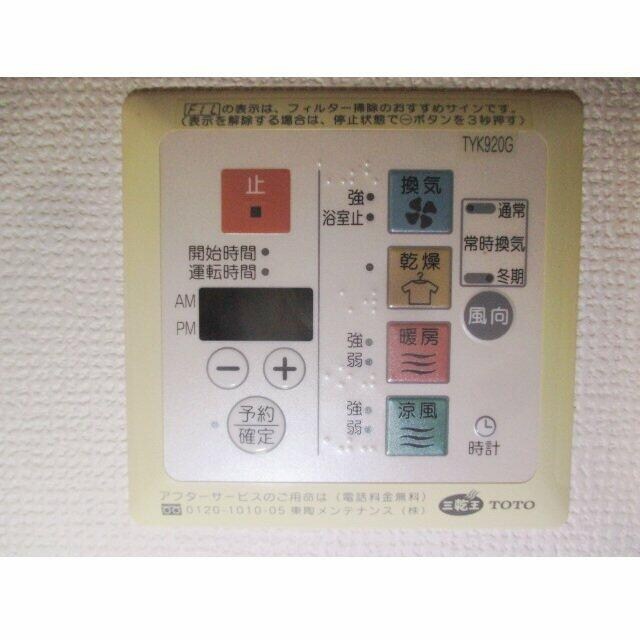 FILの表示は、フィルター掃除のおすすめサインです。
(表示を解除する場合は、停止状態で⊖ボタンを3秒押す)
TYK920G
止
開始時間
運転時間
AM
PM
− +
予約
確定
強
浴室止
換気
乾燥
強
弱
暖房
強
弱
涼風
通常
常時換気
冬期
風向
時計
アフターサービスのご用命は(電話料金無料)
0120-1010-05 東陶メンテナンス(株)
三乾王 TOTO